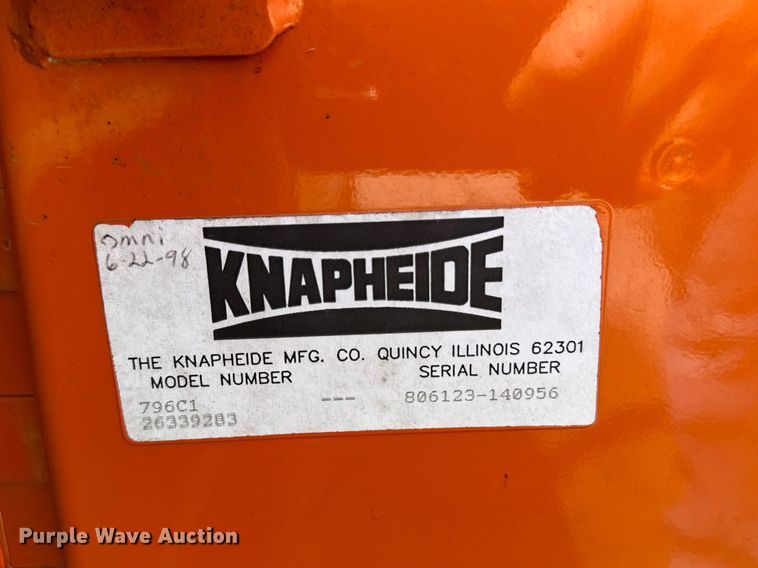 Omni
6-22-98
KNAPHEIDE
THE KNAPHEIDE MFG. CO. QUINCY ILLINOIS 62301
MODEL NUMBER SERIAL NUMBER
796C1 --- 806123-140956
26339283
Purple Wave Auction